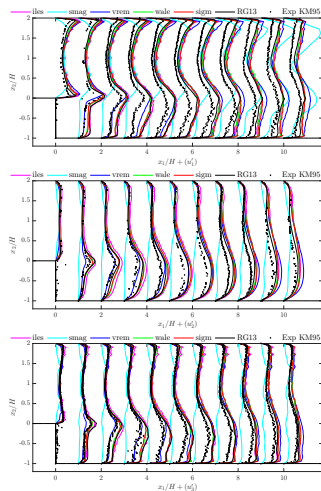 iles smag vrem wale sigm RG13 Exp KM95
2
1.5
1
0.5
0
-0.5
-1
x₂/H
0 2 4 6 8 10
x₁/H + ⟨u′₁⟩
iles smag vrem wale sigm RG13 Exp KM95
2
1.5
1
0.5
0
-0.5
-1
x₂/H
0 2 4 6 8 10
x₁/H + ⟨u′₂⟩
iles smag vrem wale sigm RG13 Exp KM95
2
1.5
1
0.5
0
-0.5
-1
x₂/H
0 2 4 6 8 10
x₁/H + ⟨u′₃⟩